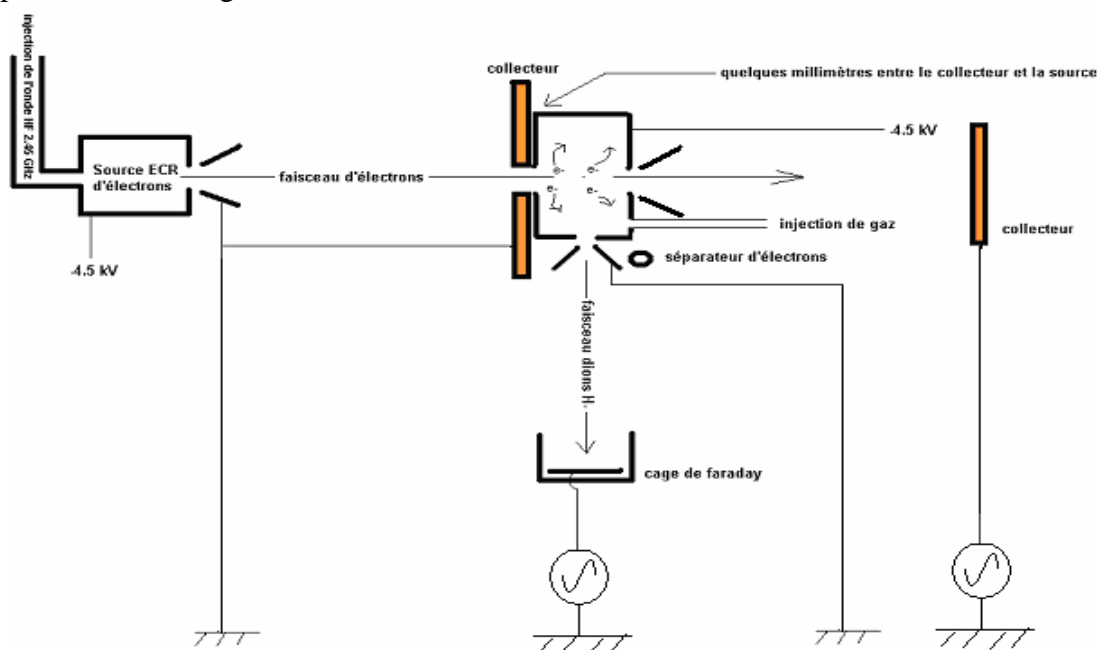 injection de l'onde HF 2.45 GHz
collecteur
quelques millimètres entre le collecteur et la source
-4.5 kV
Source ECR
d'électrons
faisceau d'électrons
e-
e-
e-
e-
injection de gaz
collecteur
séparateur d'électrons
-4.5 kV
faisceau dions H-
cage de faraday